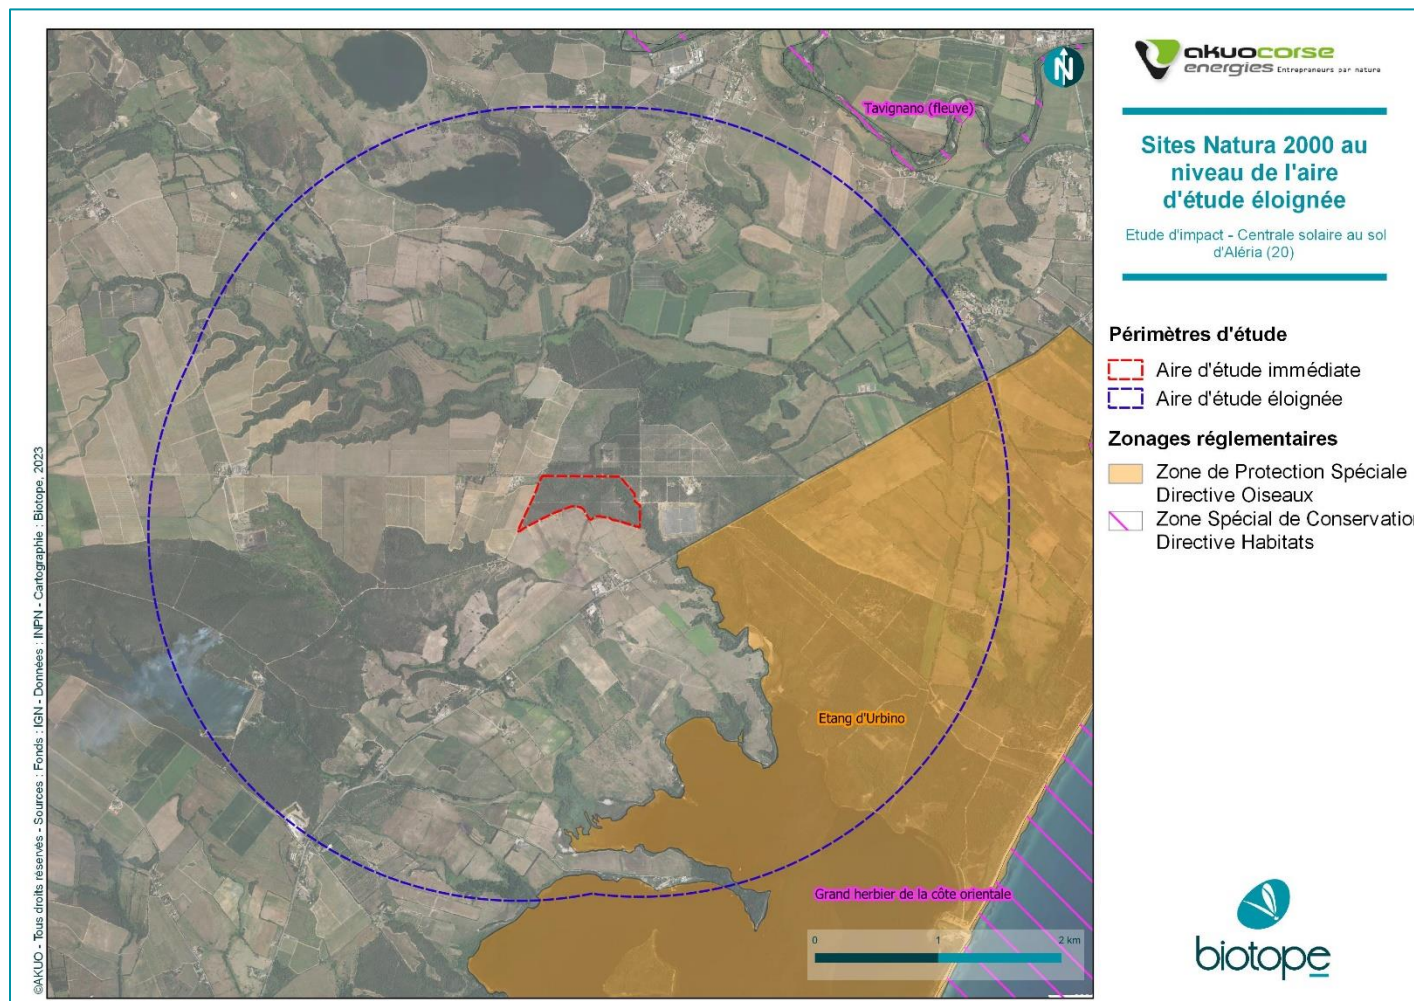 Tavignano (fleuve)
N
Etang d'Urbino
Grand herbier de la côte orientale
0 1 2 km
©AKUO - Tous droits réservés - Sources : Fonds : IGN - Données : INPN - Cartographie : Biotope, 2023
akuocorse
energies Entrepreneurs par nature
Sites Natura 2000 au
niveau de l'aire
d'étude éloignée
Etude d'impact - Centrale solaire au sol
d'Aléria (20)
Périmètres d'étude
Aire d'étude immédiate
Aire d'étude éloignée
Zonages réglementaires
Zone de Protection Spéciale
Directive Oiseaux
Zone Spécial de Conservation
Directive Habitats
biotope